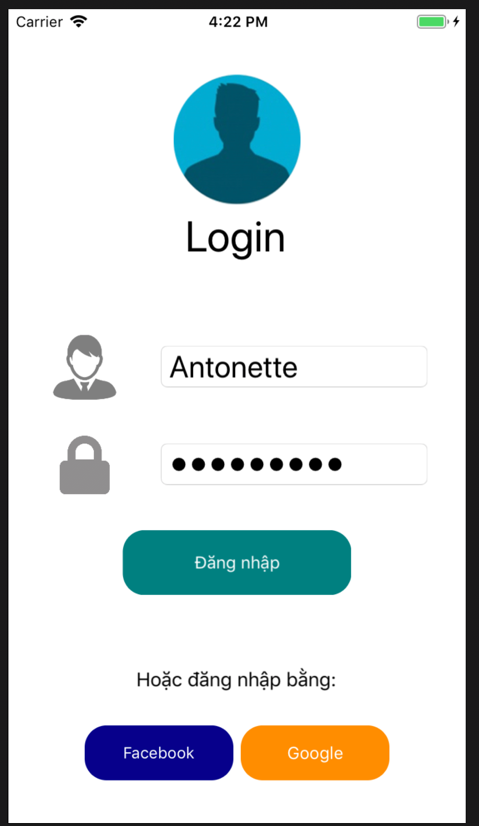 Carrier 4:22 PM
Login
Antonette
●●●●●●●●●
Đăng nhập
Hoặc đăng nhập bằng:
Facebook Google